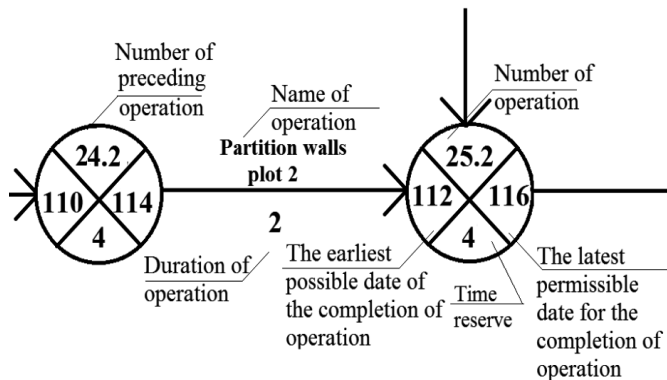 Number of
preceding
operation
Name of
operation
Number of
operation
Partition walls
plot 2
24.2
110
114
4
2
25.2
112
116
4
Duration of
operation
The earliest
possible date of
the completion of
operation
Time
reserve
The latest
permissible
date for the
completion of
operation